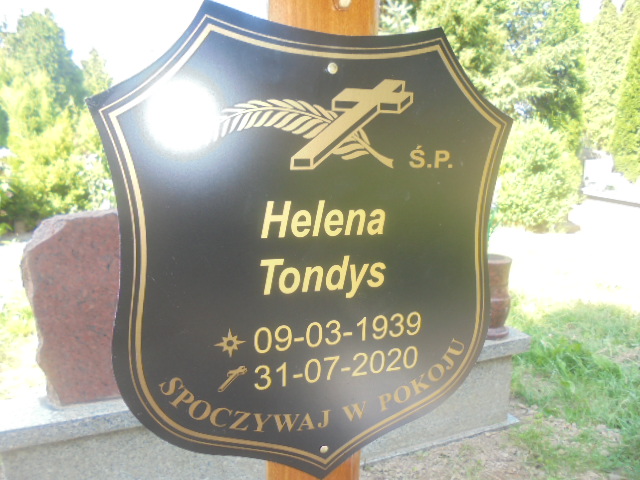 Ś.P.
Helena
Tondys
09-03-1939
31-07-2020
SPOCZYWAJ W POKOJU